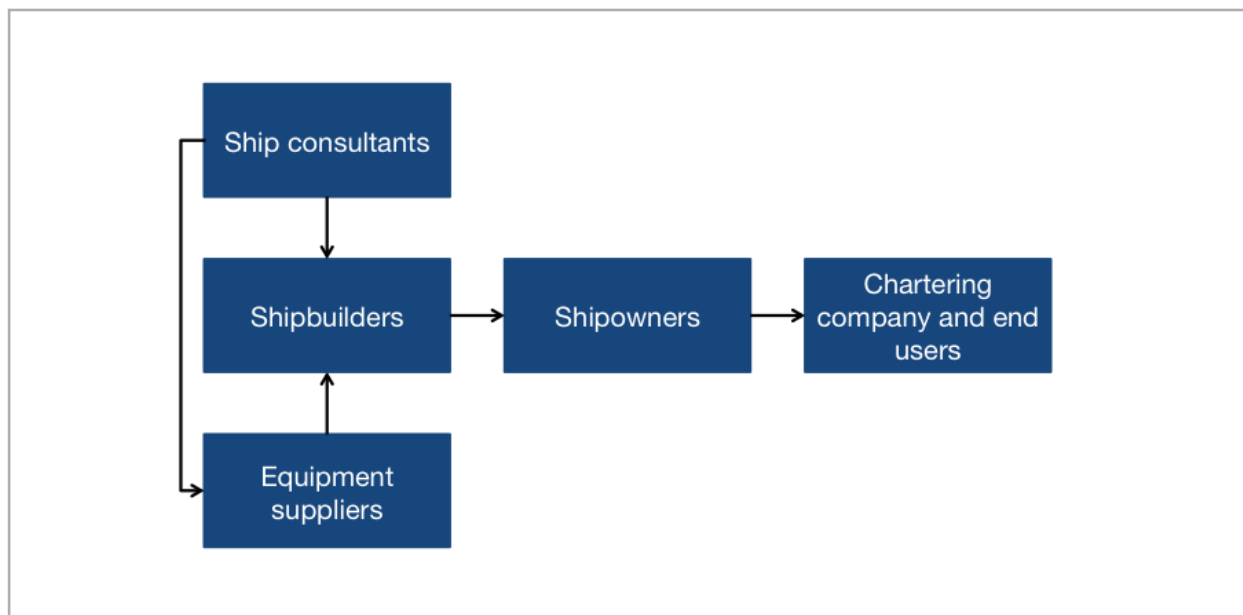 Ship consultants
Shipbuilders
Shipowners
Chartering
company and end
users
Equipment
suppliers